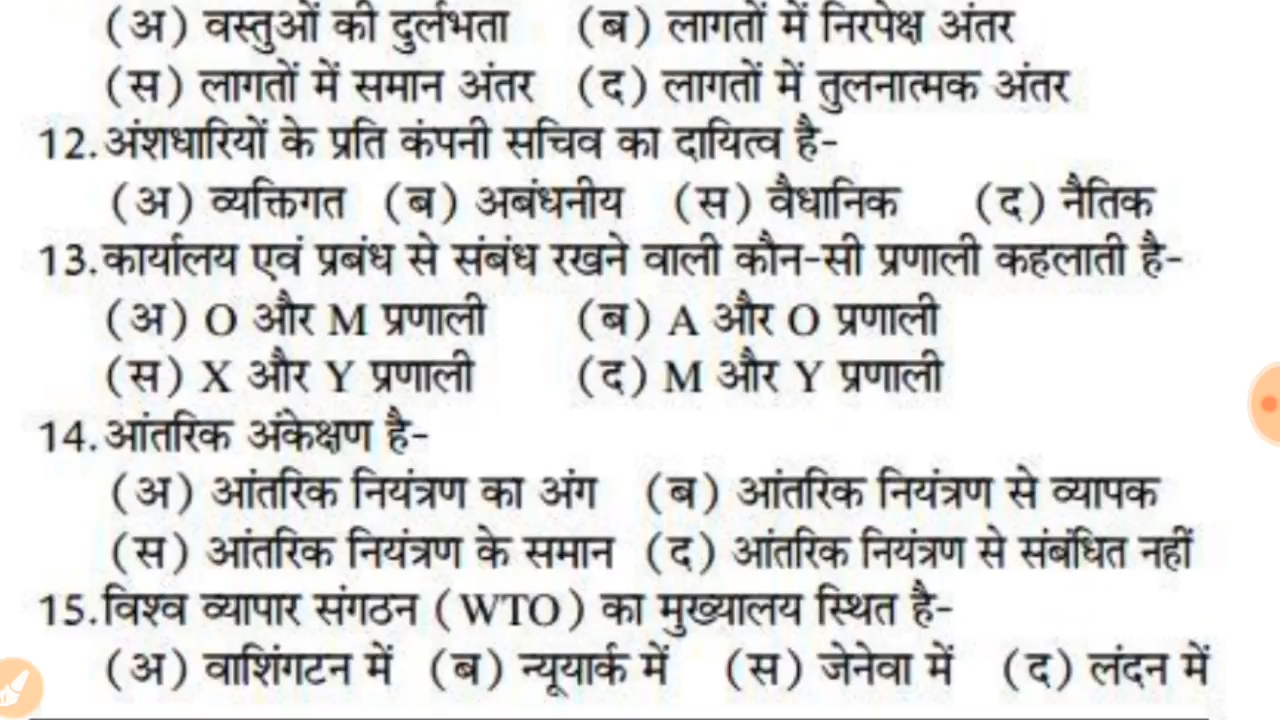 (अ) वस्तुओं की दुर्लभता (ब) लागतों में निरपेक्ष अंतर
(स) लागतों में समान अंतर (द) लागतों में तुलनात्मक अंतर
12. अंशधारियों के प्रति कंपनी सचिव का दायित्व है-
(अ) व्यक्तिगत (ब) अबंधनीय (स) वैधानिक (द) नैतिक
13. कार्यालय एवं प्रबंध से संबंध रखने वाली कौन-सी प्रणाली कहलाती है-
(अ) O और M प्रणाली (ब) A और O प्रणाली
(स) X और Y प्रणाली (द) M और Y प्रणाली
14. आंतरिक अंकेक्षण है-
(अ) आंतरिक नियंत्रण का अंग (ब) आंतरिक नियंत्रण से व्यापक
(स) आंतरिक नियंत्रण के समान (द) आंतरिक नियंत्रण से संबंधित नहीं
15. विश्व व्यापार संगठन (WTO) का मुख्यालय स्थित है-
(अ) वाशिंगटन में (ब) न्यूयार्क में (स) जेनेवा में (द) लंदन में